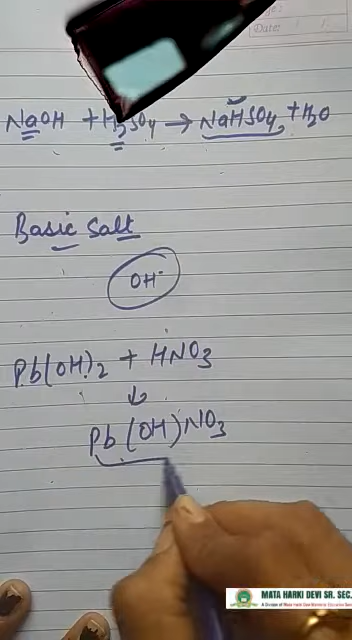 Date:
NaOH + H2SO4 → NaHSO4 + H2O
Basic Salt
OH⁻
Pb(OH)2 + HNO3
↓
Pb(OH)NO3
MATA HARKI DEVI SR. SEC.